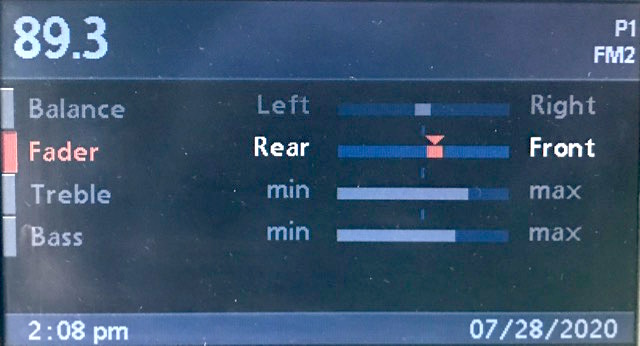 89.3
P1
FM2
Balance Left Right
Fader Rear Front
Treble min max
Bass min max
2:08 pm 07/28/2020